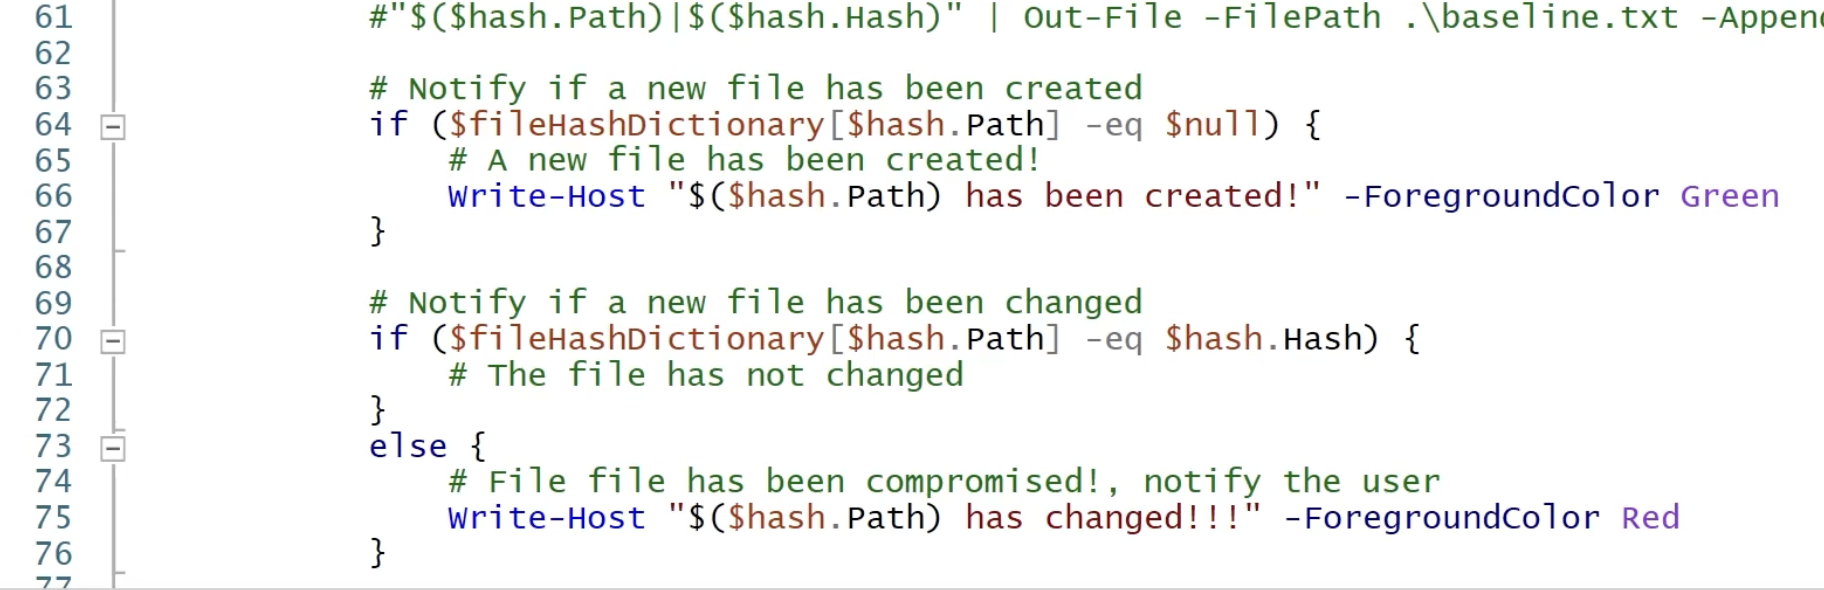 61 #"$($hash.Path)|$($hash.Hash)" | Out-File -FilePath .\baseline.txt -Appen
62
63 # Notify if a new file has been created
64 if ($fileHashDictionary[$hash.Path] -eq $null) {
65 # A new file has been created!
66 Write-Host "$($hash.Path) has been created!" -ForegroundColor Green
67 }
68
69 # Notify if a new file has been changed
70 if ($fileHashDictionary[$hash.Path] -eq $hash.Hash) {
71 # The file has not changed
72 }
73 else {
74 # File file has been compromised!, notify the user
75 Write-Host "$($hash.Path) has changed!!!" -ForegroundColor Red
76 }
77